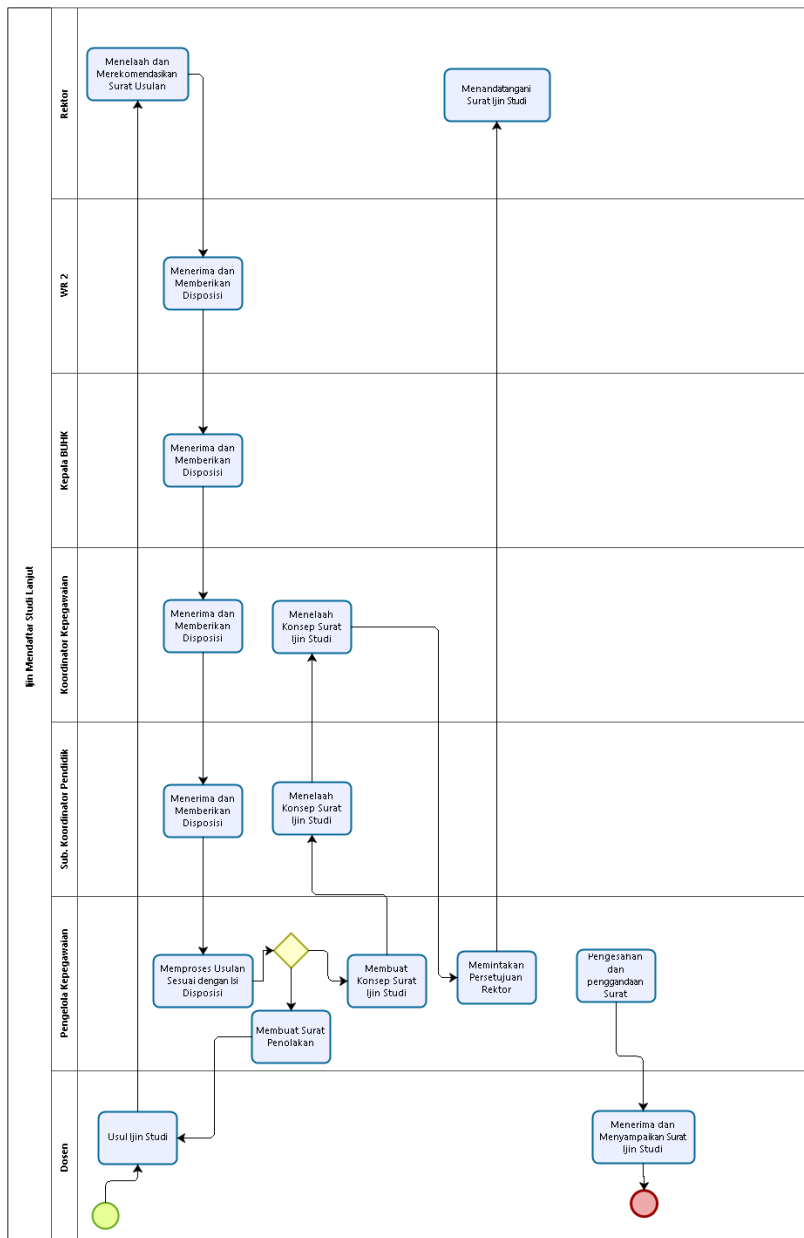 Ijin Mendaftar Studi Lanjut
Rektor
Menelaah dan
Merekomendasikan
Surat Usulan
Menandatangani
Surat Ijin Studi
WR 2
Menerima dan
Memberikan
Disposisi
Kepala BUHK
Menerima dan
Memberikan
Disposisi
Koordinator Kepegawaian
Menerima dan
Memberikan
Disposisi
Menelaah
Konsep Surat
Ijin Studi
Sub. Koordinator Pendidik
Menerima dan
Memberikan
Disposisi
Menelaah
Konsep Surat
Ijin Studi
Pengelola Kepegawaian
Memproses Usulan
Sesuai dengan Isi
Disposisi
Membuat
Konsep Surat
Ijin Studi
Memintakan
Persetujuan
Rektor
Pengesahan
dan
penggandaan
Surat
Membuat Surat
Penolakan
Dosen
Usul Ijin Studi
Menerima dan
Menyampaikan Surat
Ijin Studi